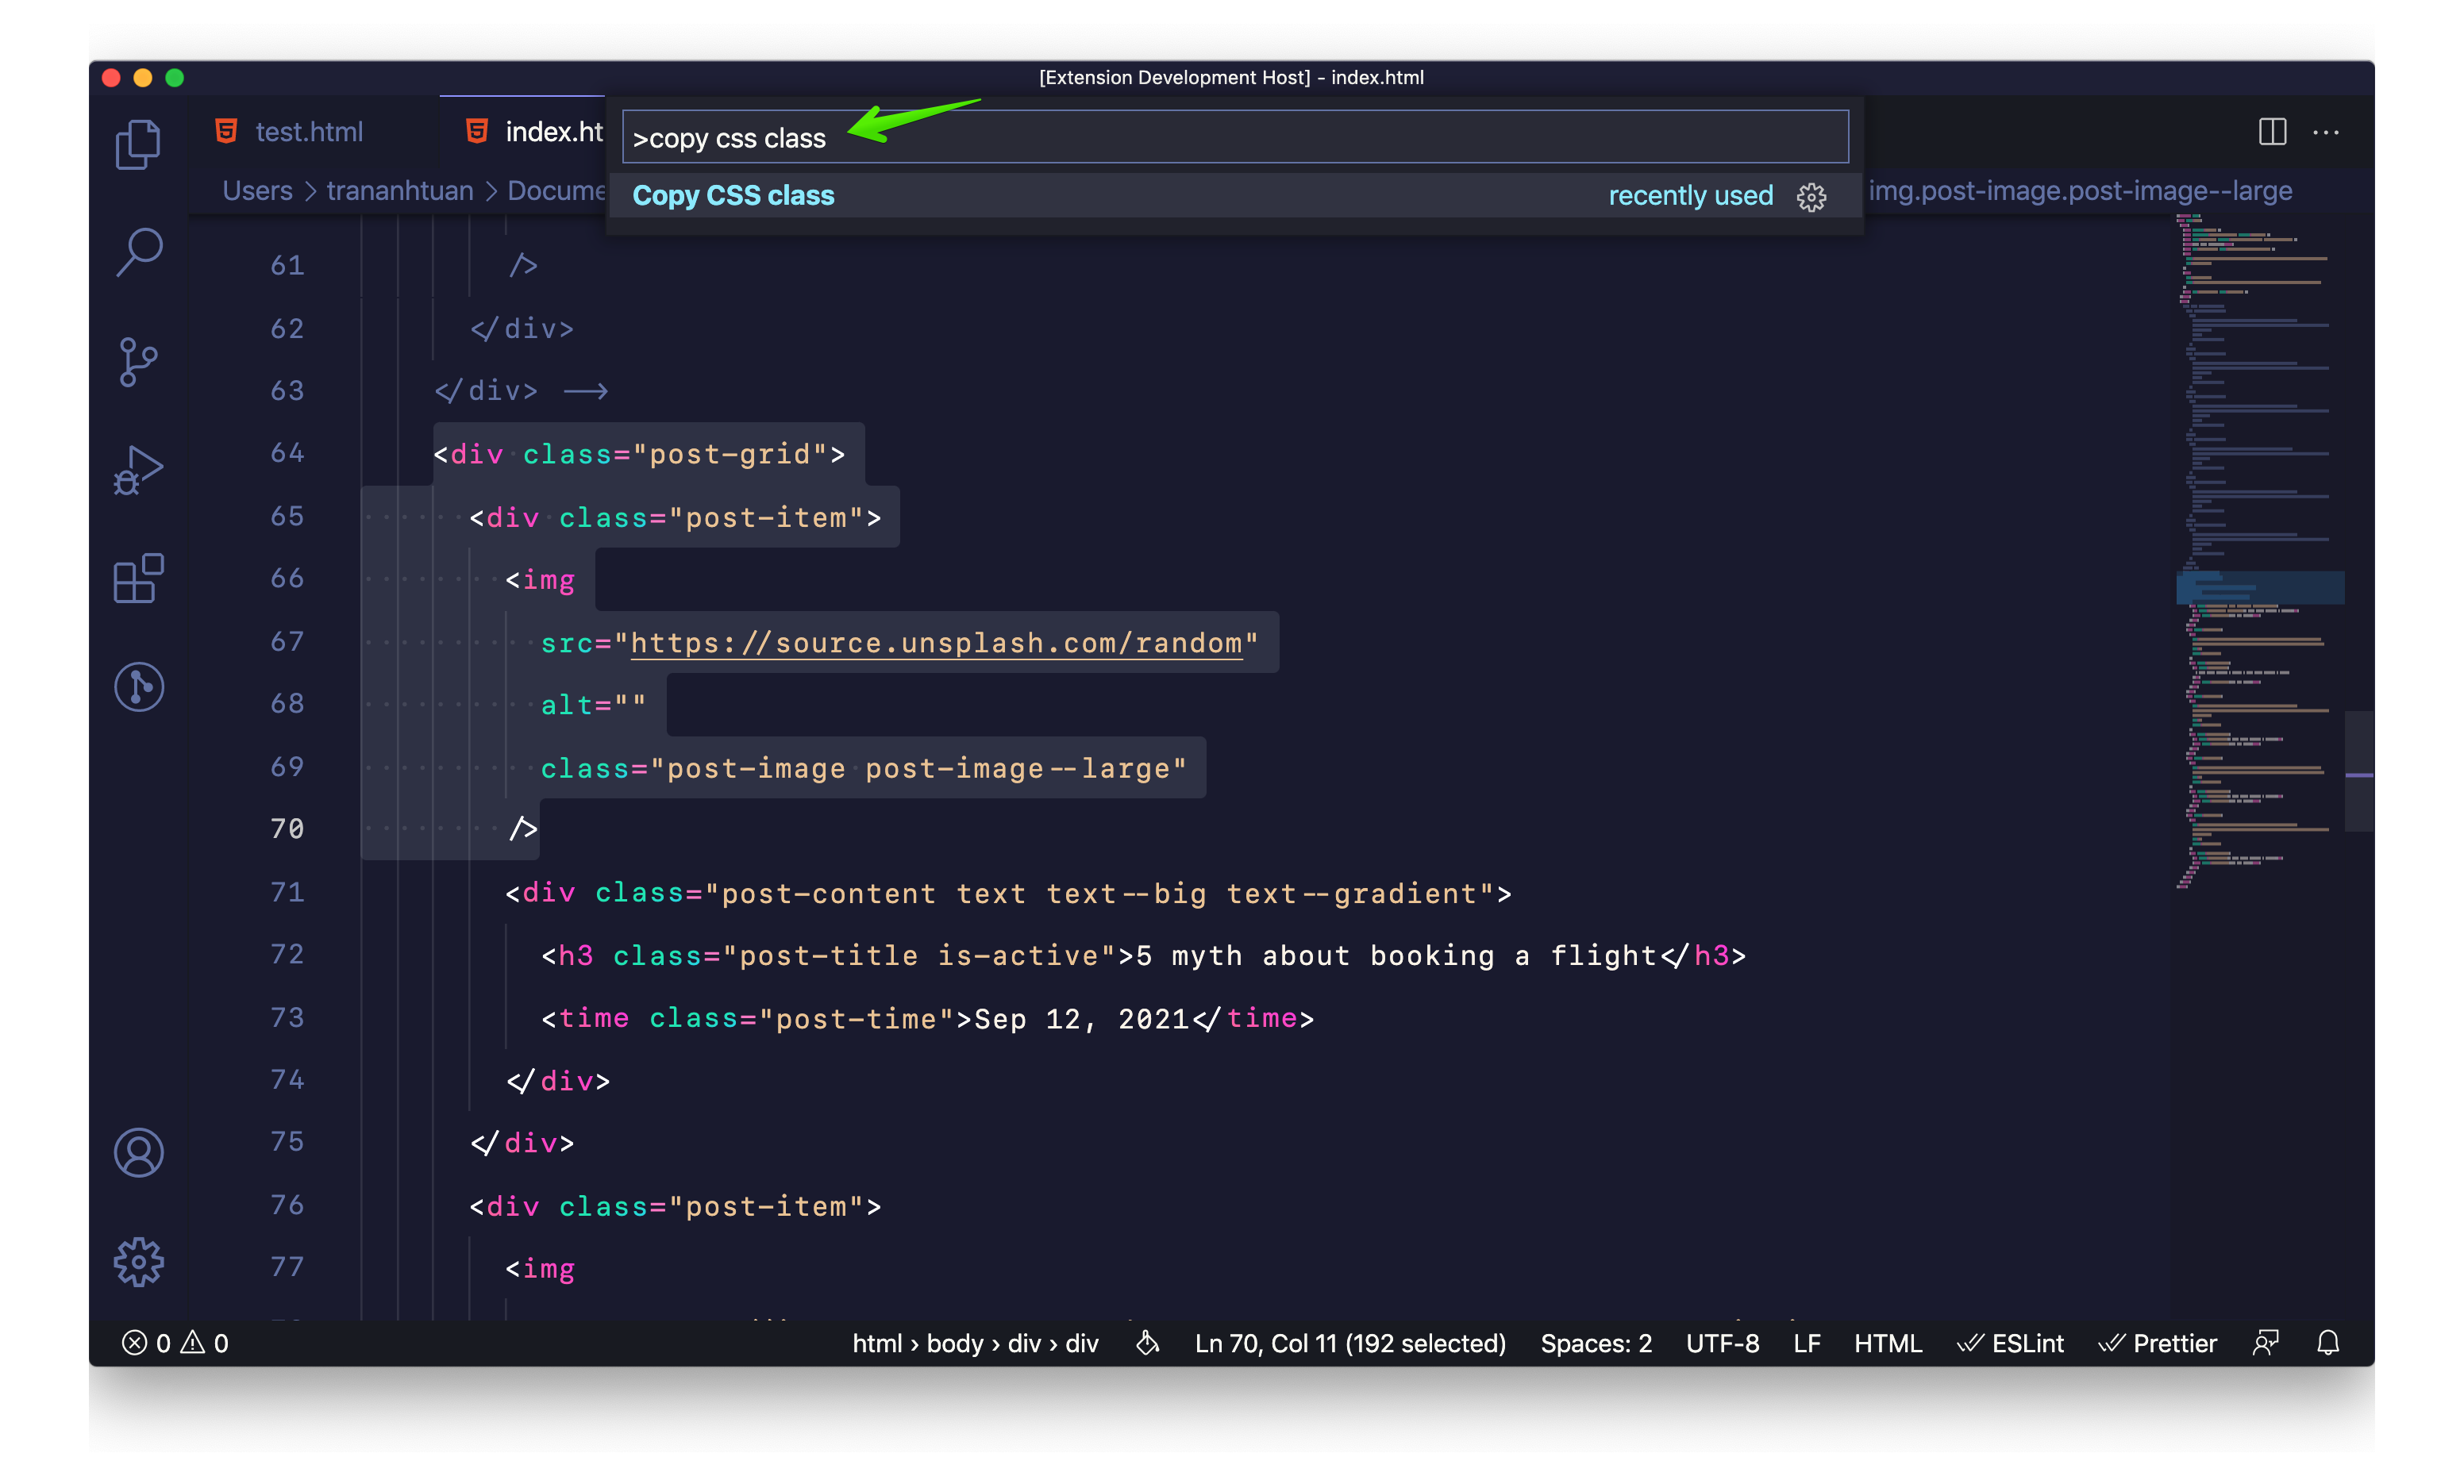 [Extension Development Host] - index.html
test.html
index.ht
>copy css class
Copy CSS class recently used
Users > trananhtuan > Docume
img.post-image.post-image--large
61 />
62 </div>
63 </div> -->
64 <div class="post-grid">
65 <div class="post-item">
66 <img
67 src="https://source.unsplash.com/random"
68 alt=""
69 class="post-image post-image--large"
70 />
71 <div class="post-content text text--big text--gradient">
72 <h3 class="post-title is-active">5 myth about booking a flight</h3>
73 <time class="post-time">Sep 12, 2021</time>
74 </div>
75 </div>
76 <div class="post-item">
77 <img
0 0 html › body › div › div Ln 70, Col 11 (192 selected) Spaces: 2 UTF-8 LF HTML ESLint Prettier